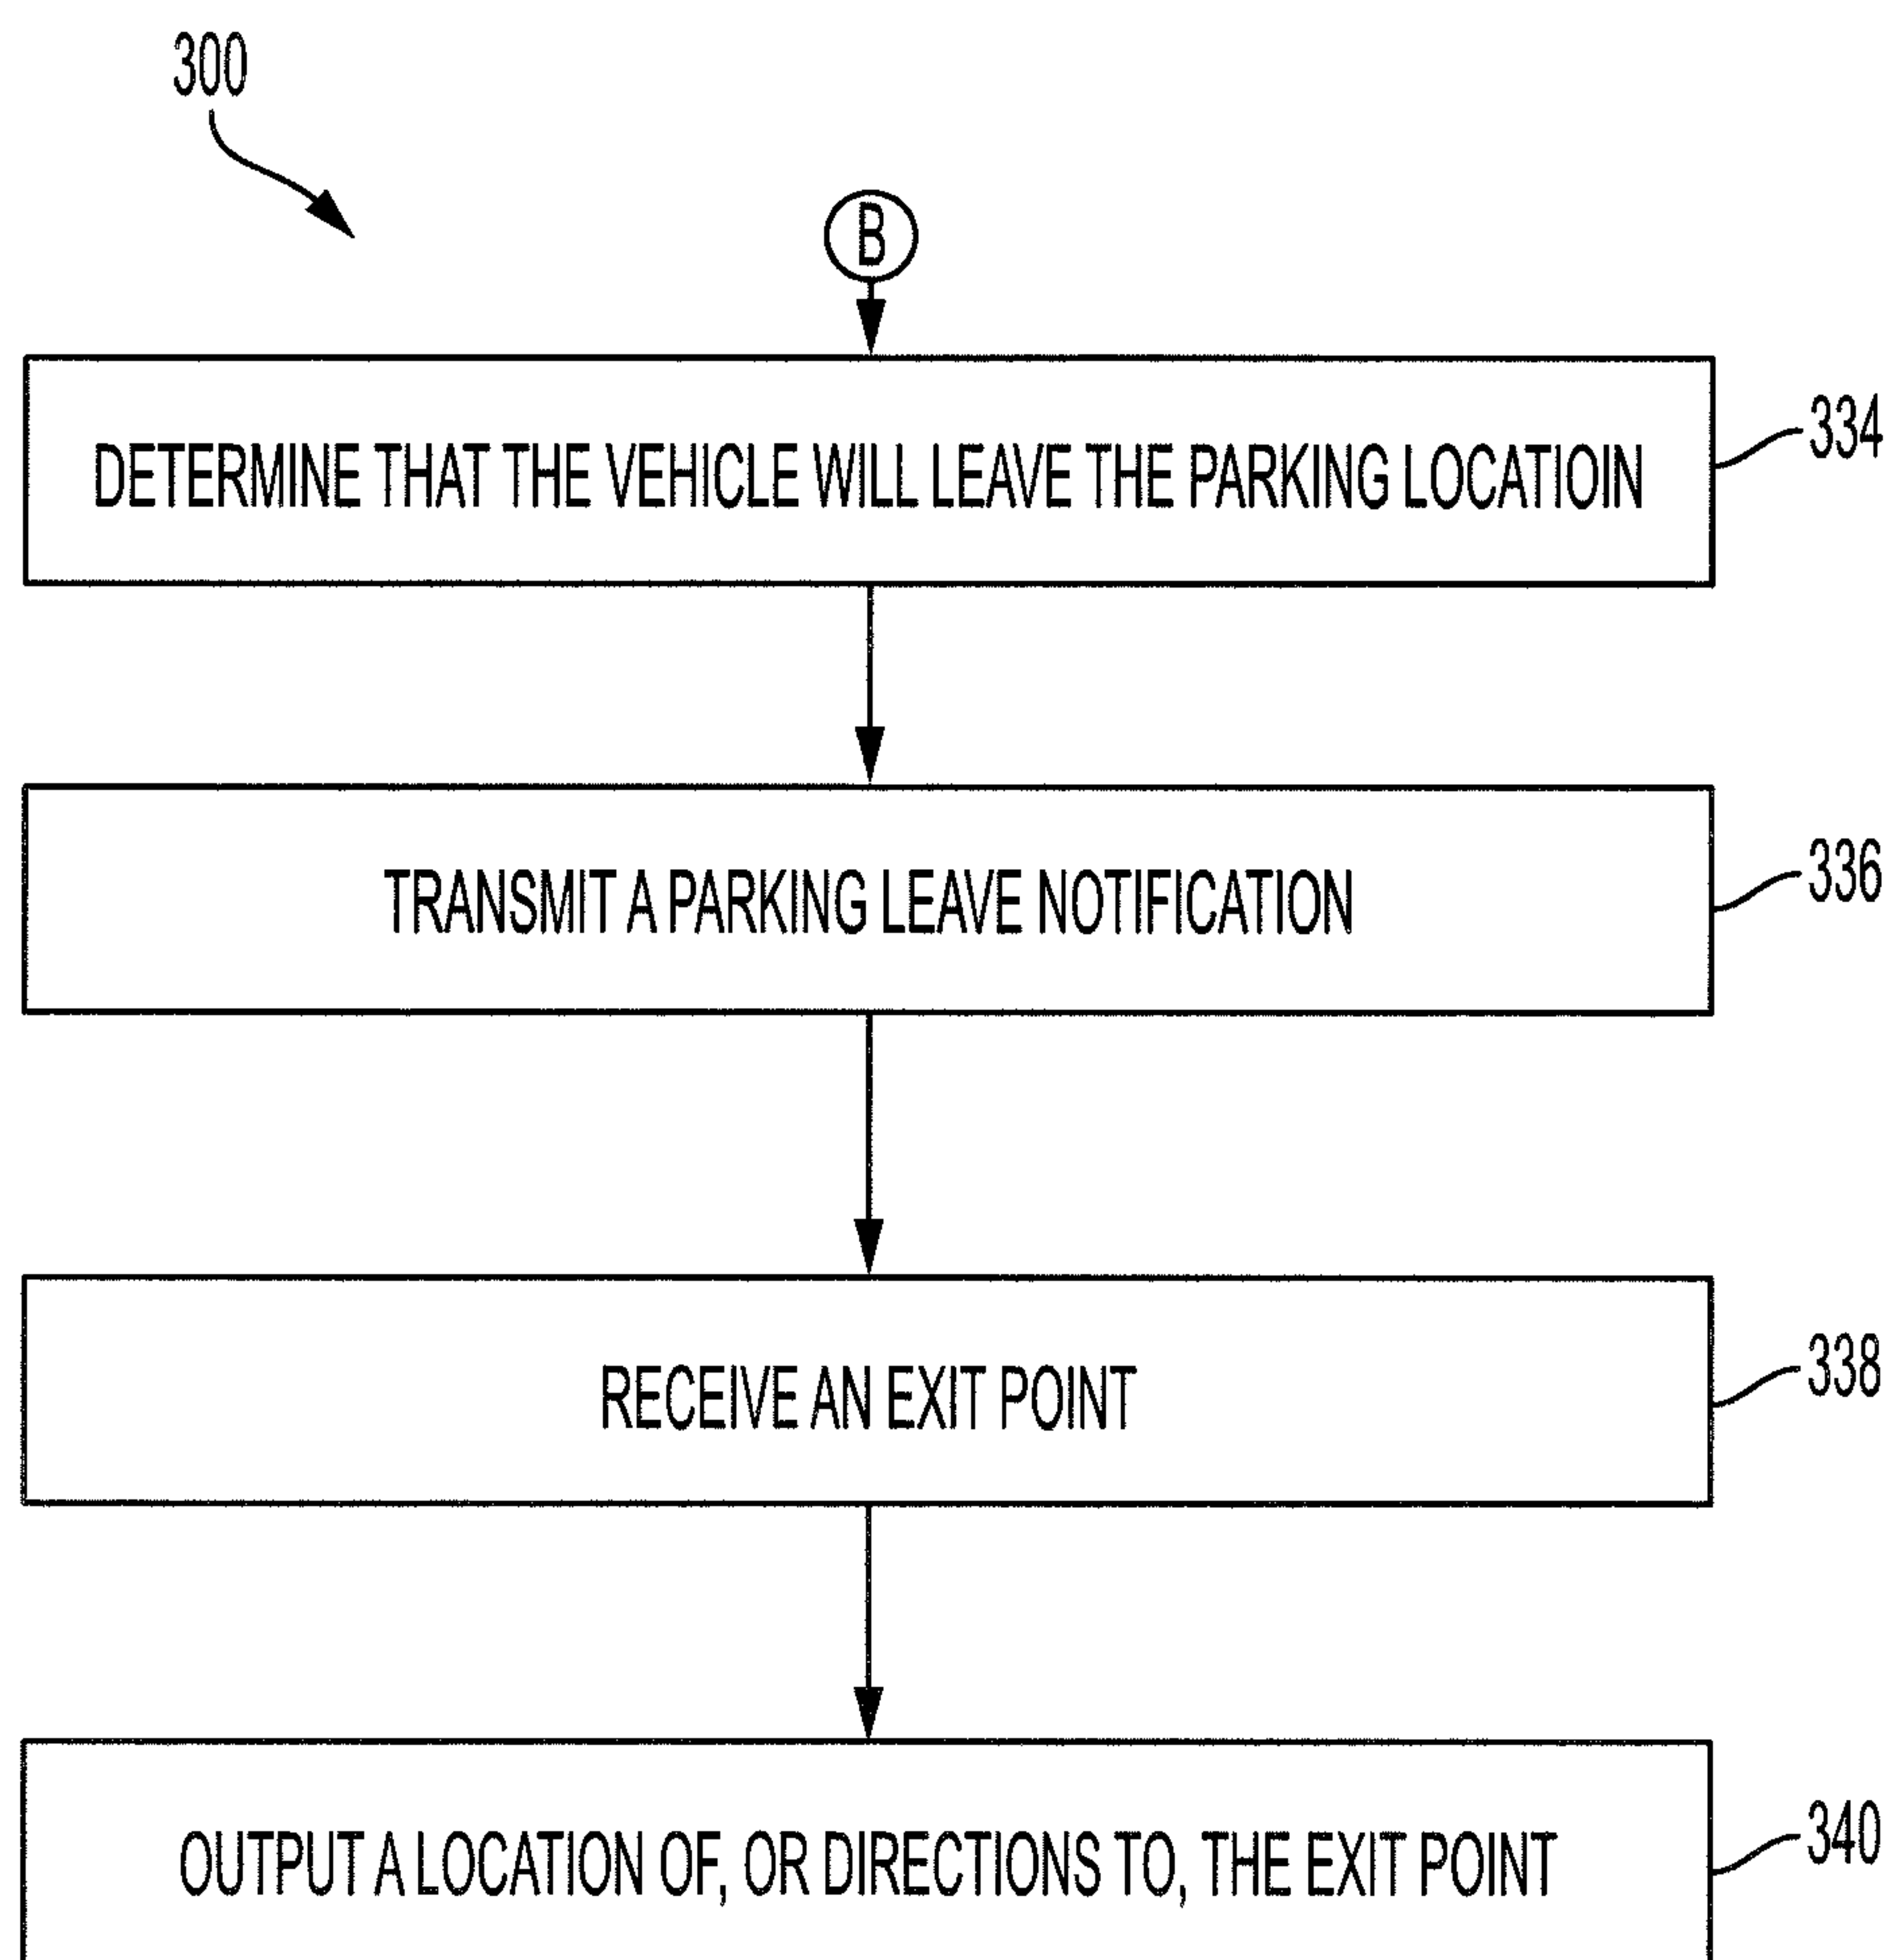 300
B
DETERMINE THAT THE VEHICLE WILL LEAVE THE PARKING LOCATIOIN
334
TRANSMIT A PARKING LEAVE NOTIFICATION
336
RECEIVE AN EXIT POINT
338
OUTPUT A LOCATION OF, OR DIRECTIONS TO, THE EXIT POINT
340